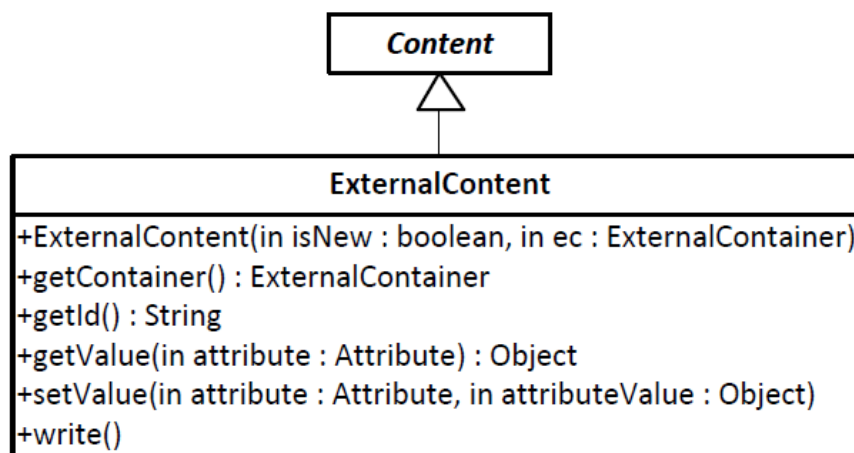 Content
ExternalContent
+ExternalContent(in isNew : boolean, in ec : ExternalContainer)
+getContainer() : ExternalContainer
+getId() : String
+getValue(in attribute : Attribute) : Object
+setValue(in attribute : Attribute, in attributeValue : Object)
+write()